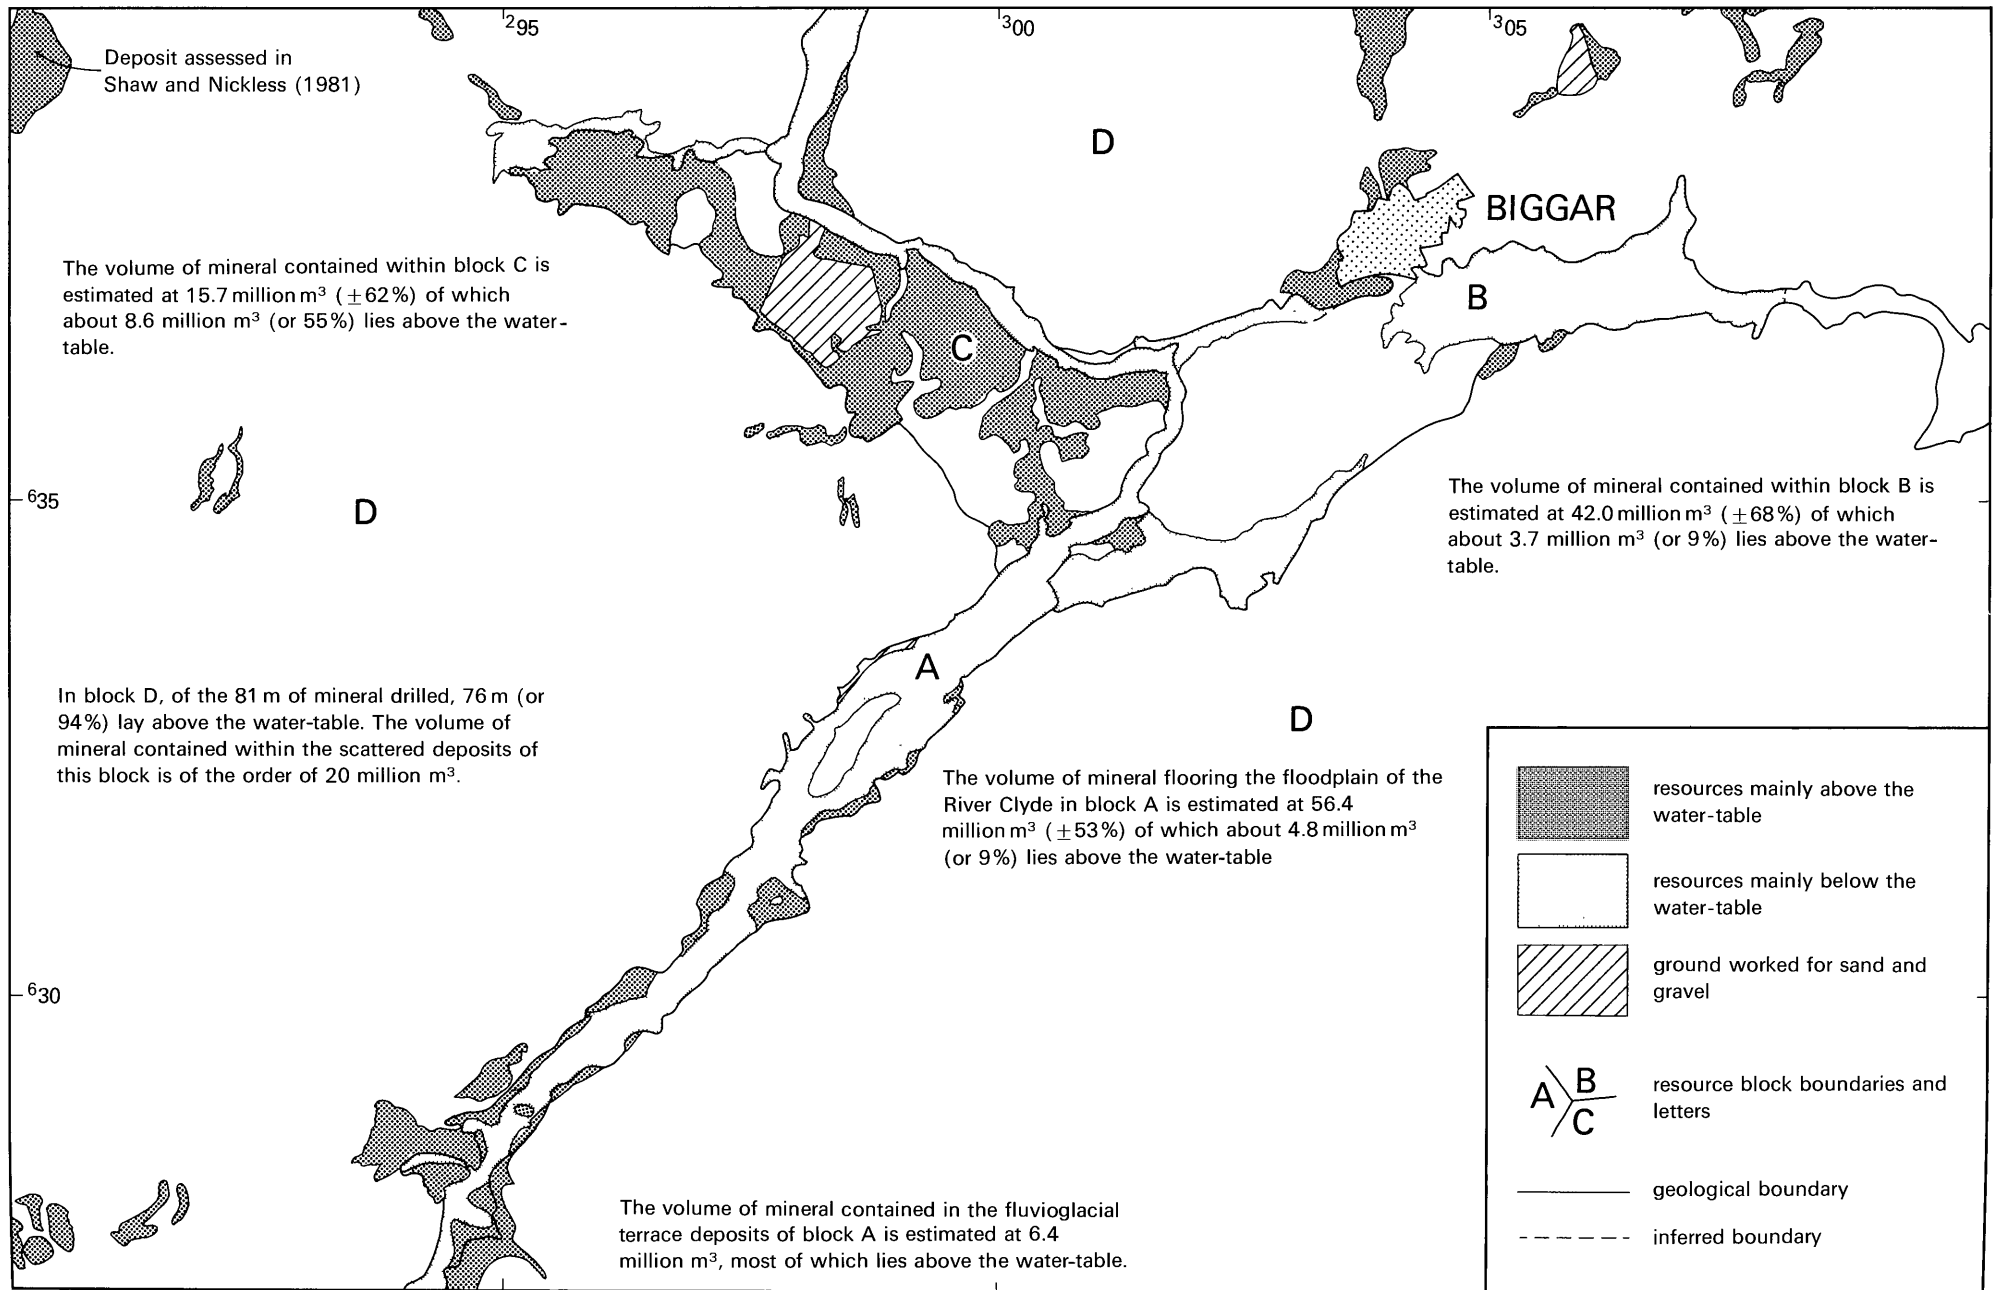 295
300
305
Deposit assessed in
Shaw and Nickless (1981)
D
BIGGAR
The volume of mineral contained within block C is
estimated at 15.7 million m³ (±62%) of which
about 8.6 million m³ (or 55%) lies above the water-
table.
B
C
635
D
The volume of mineral contained within block B is
estimated at 42.0 million m³ (±68%) of which
about 3.7 million m³ (or 9%) lies above the water-
table.
A
In block D, of the 81 m of mineral drilled, 76 m (or
94%) lay above the water-table. The volume of
mineral contained within the scattered deposits of
this block is of the order of 20 million m³.
D
The volume of mineral flooring the floodplain of the
River Clyde in block A is estimated at 56.4
million m³ (±53%) of which about 4.8 million m³
(or 9%) lies above the water-table
630
The volume of mineral contained in the fluvioglacial
terrace deposits of block A is estimated at 6.4
million m³, most of which lies above the water-table.
resources mainly above the
water-table
resources mainly below the
water-table
ground worked for sand and
gravel
A B C
resource block boundaries and
letters
geological boundary
inferred boundary